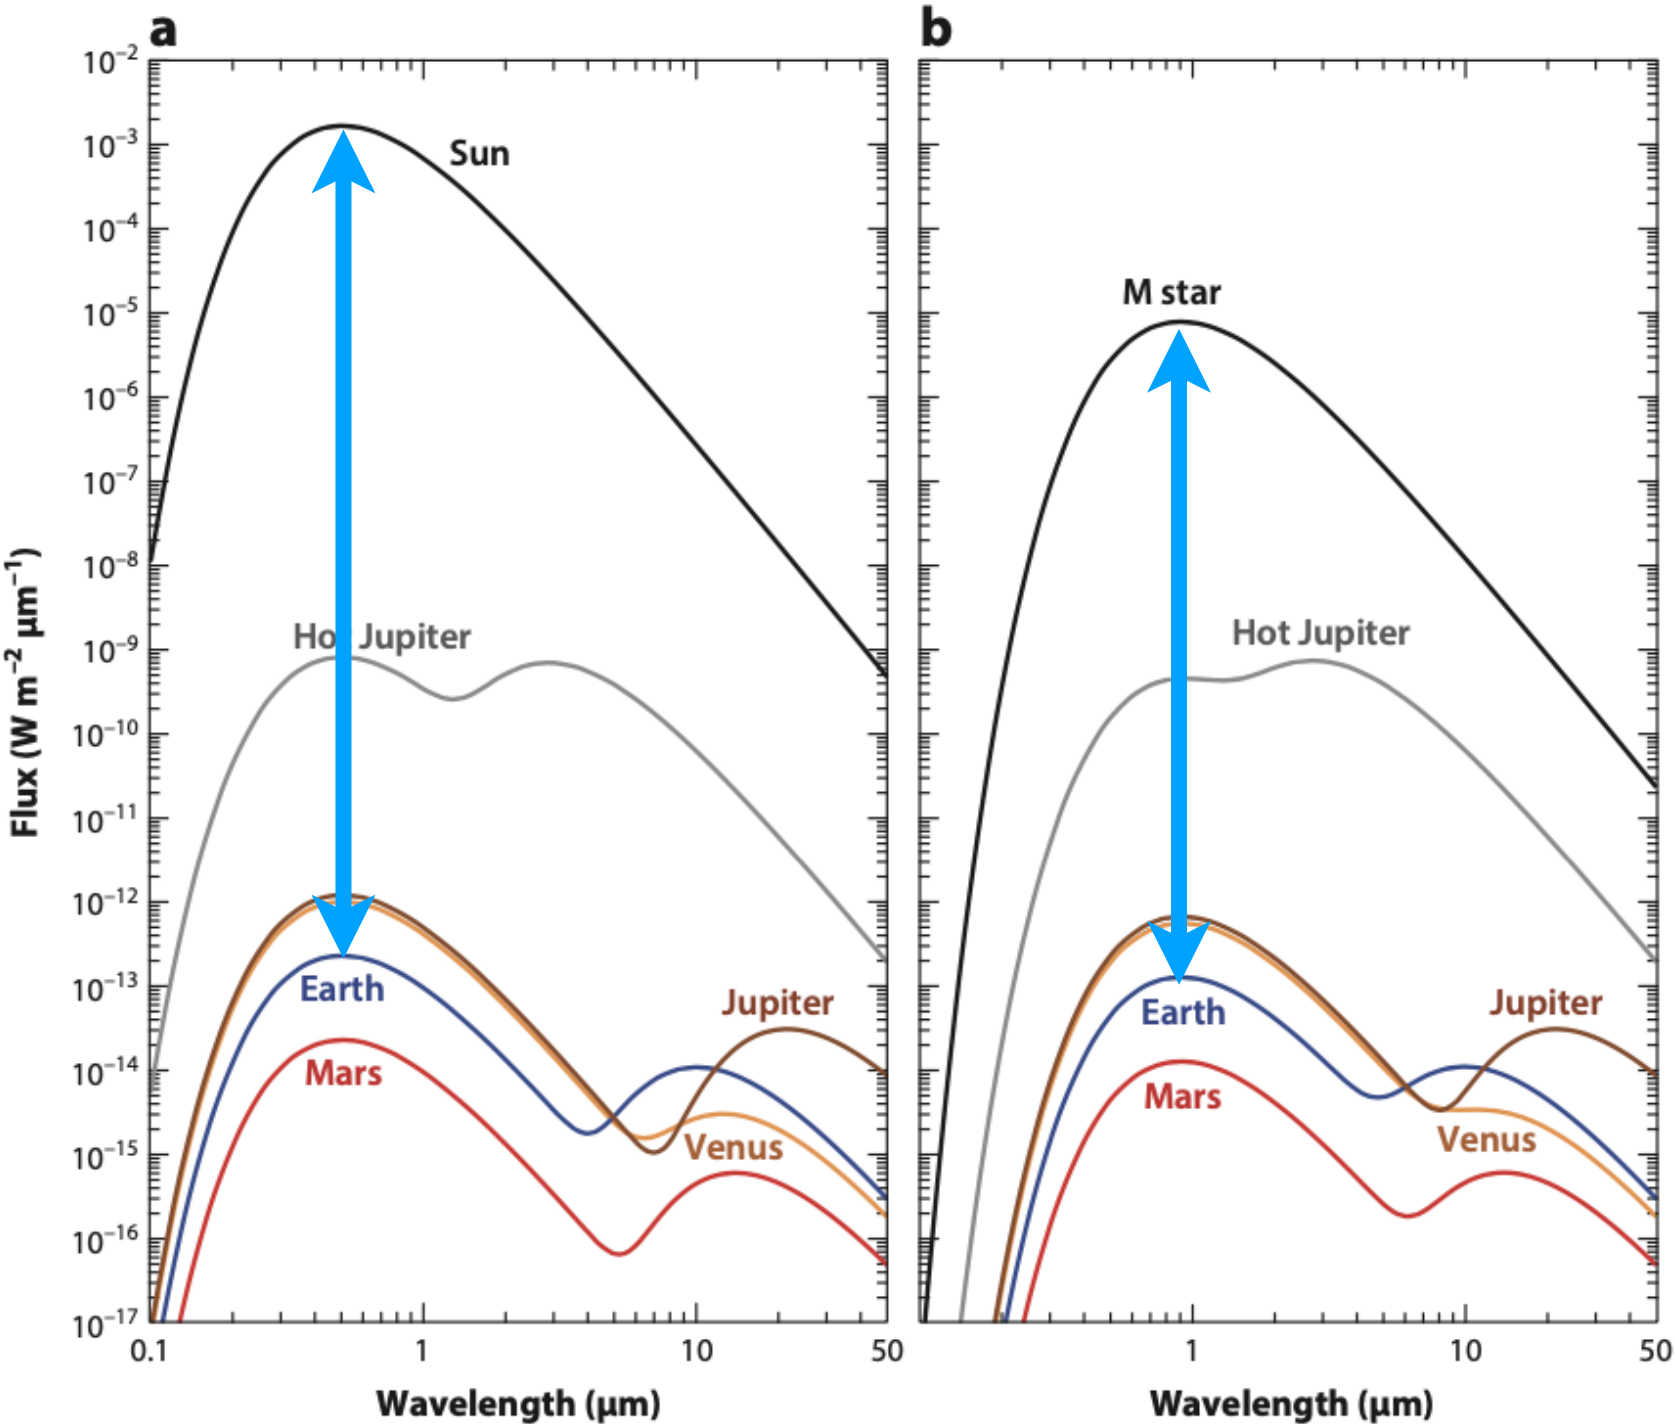 a
b
10⁻²
10⁻³
10⁻⁴
10⁻⁵
10⁻⁶
10⁻⁷
10⁻⁸
10⁻⁹
10⁻¹⁰
10⁻¹¹
10⁻¹²
10⁻¹³
10⁻¹⁴
10⁻¹⁵
10⁻¹⁶
10⁻¹⁷
Flux (W m⁻² μm⁻¹)
Sun
Hot Jupiter
Earth
Mars
Jupiter
Venus
0.1 1 10 50
Wavelength (μm)
M star
Hot Jupiter
Earth
Mars
Jupiter
Venus
1 10 50
Wavelength (μm)